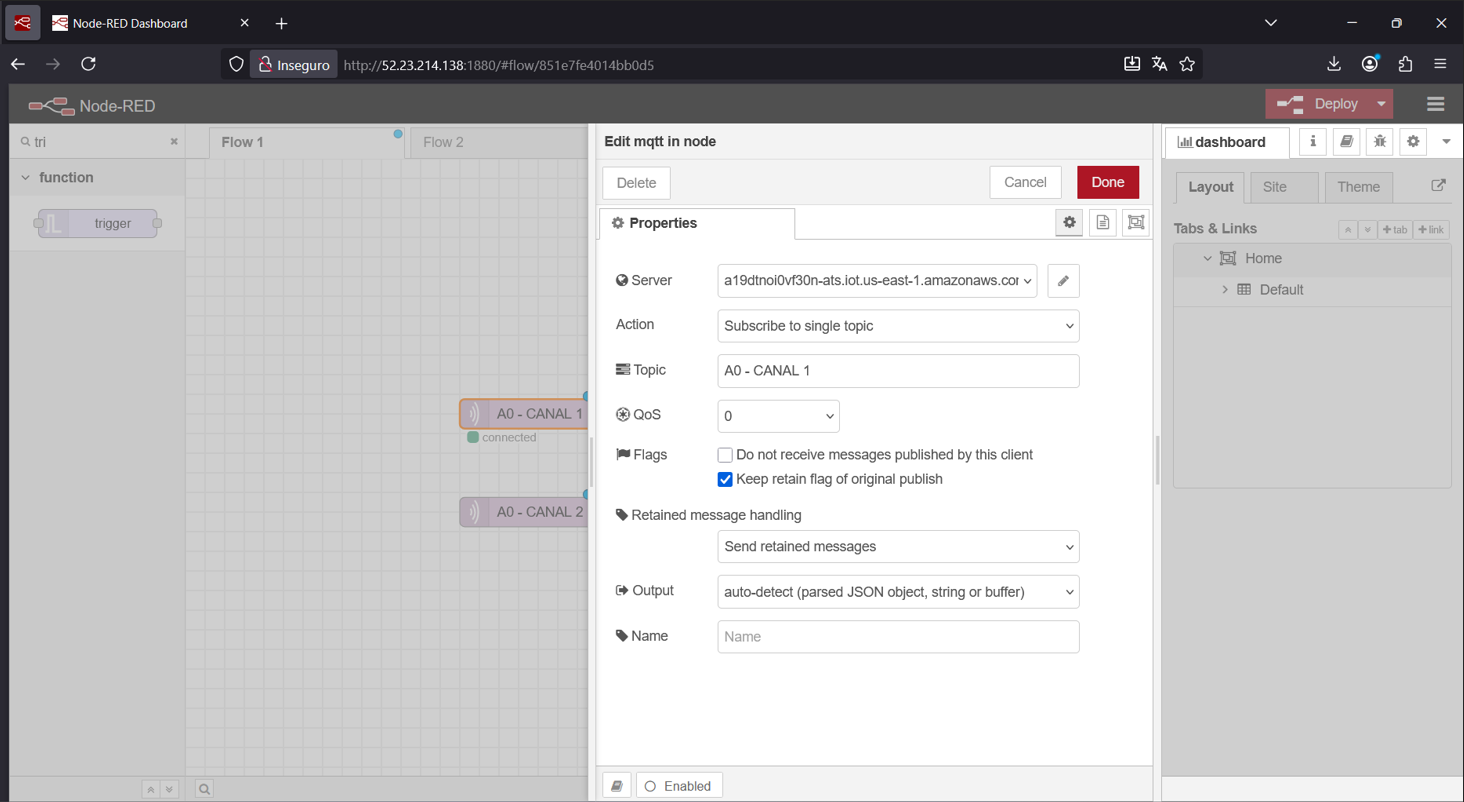 Node-RED Dashboard
Inseguro
http://52.23.214.138:1880/#flow/851e7fe4014bb0d5
Node-RED
Deploy
tri
Flow 1
Flow 2
function
trigger
A0 - CANAL 1
connected
A0 - CANAL 2
Edit mqtt in node
Delete
Cancel
Done
Properties
Server
a19dtnoi0vf30n-ats.iot.us-east-1.amazonaws.cor
Action
Subscribe to single topic
Topic
A0 - CANAL 1
QoS
0
Flags
Do not receive messages published by this client
Keep retain flag of original publish
Retained message handling
Send retained messages
Output
auto-detect (parsed JSON object, string or buffer)
Name
Name
Enabled
dashboard
i
Layout
Site
Theme
Tabs & Links
+tab
+link
Home
Default